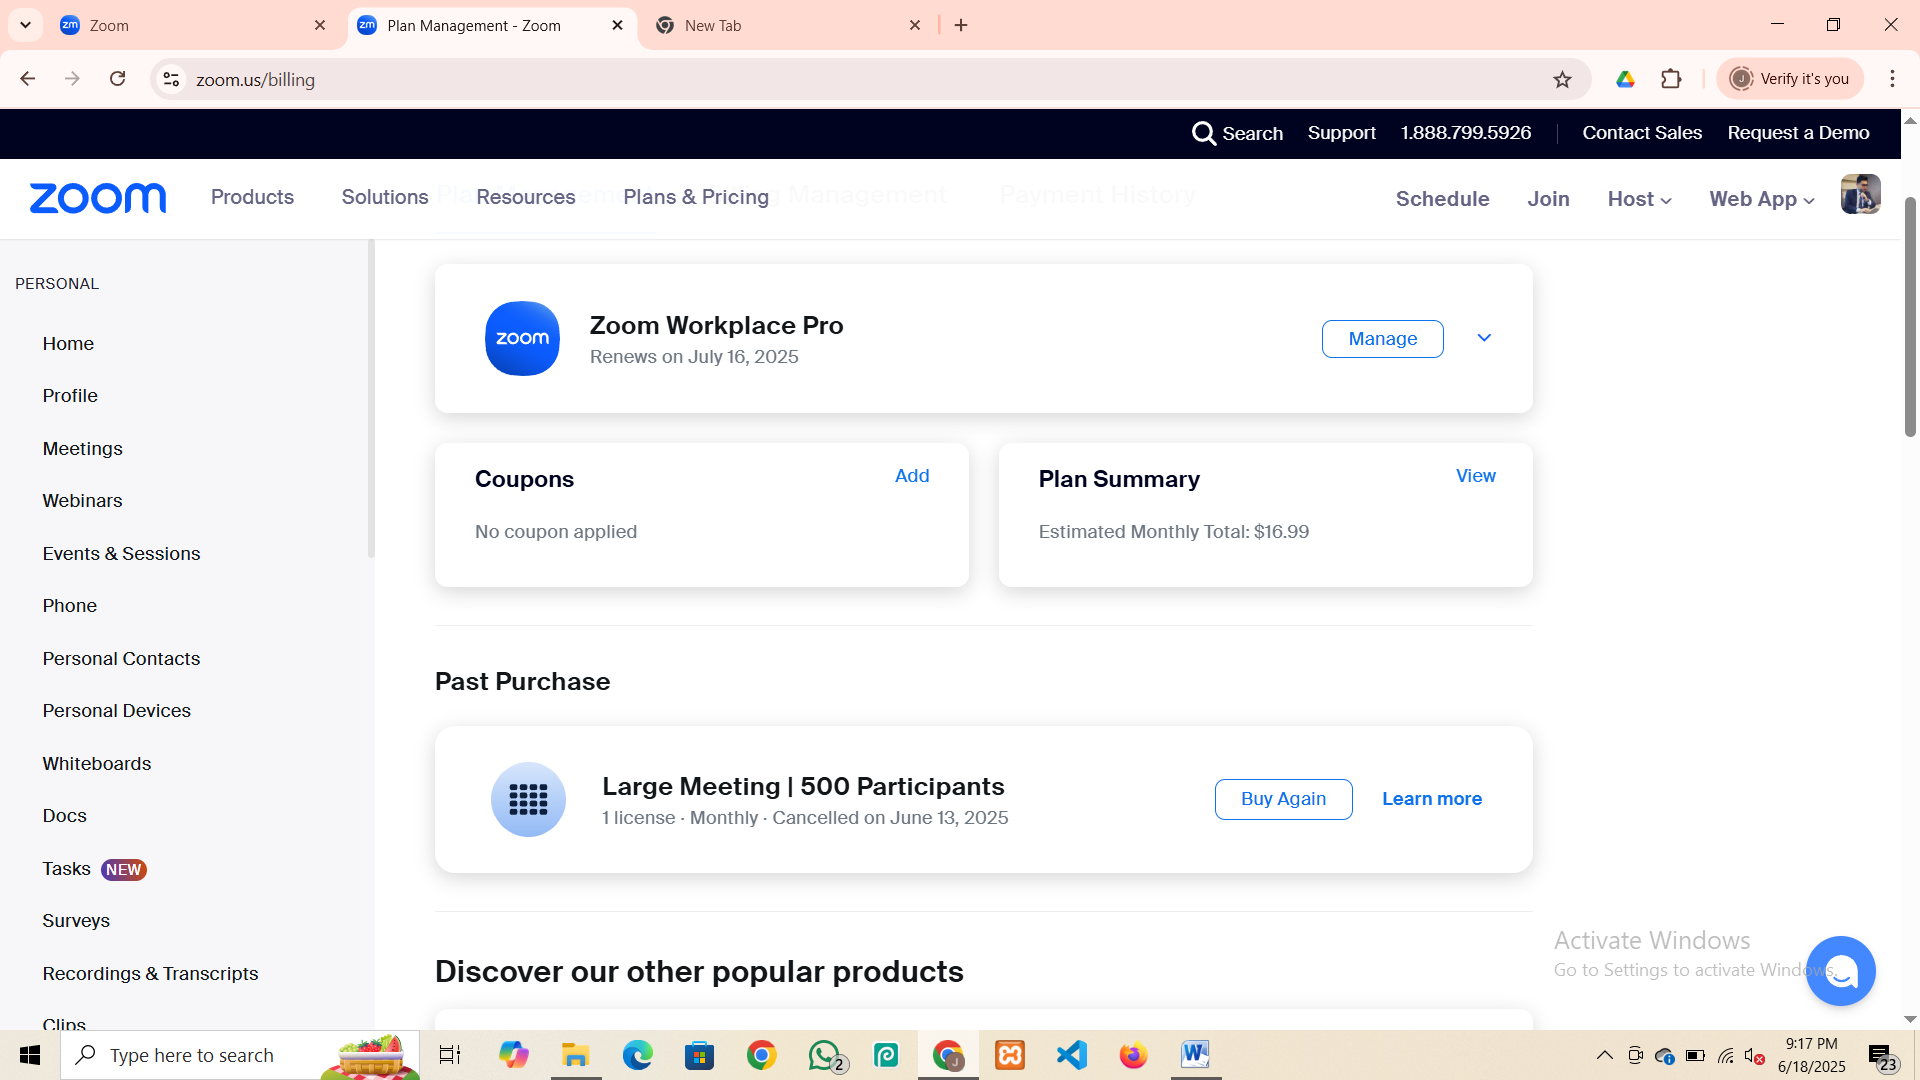 Zoom
Plan Management - Zoom
New Tab
zoom.us/billing
Verify it's you
Search
Support
1.888.799.5926
Contact Sales
Request a Demo
zoom
Products
Solutions
Resources
Plans & Pricing
Management
Payment History
Schedule
Join
Host
Web App
PERSONAL
Home
Profile
Meetings
Webinars
Events & Sessions
Phone
Personal Contacts
Personal Devices
Whiteboards
Docs
Tasks NEW
Surveys
Recordings & Transcripts
Clips
zoom
Zoom Workplace Pro
Renews on July 16, 2025
Manage
Coupons
Add
No coupon applied
Plan Summary
View
Estimated Monthly Total: $16.99
Past Purchase
Large Meeting | 500 Participants
1 license · Monthly · Cancelled on June 13, 2025
Buy Again
Learn more
Discover our other popular products
Activate Windows
Go to Settings to activate Windows.
Type here to search
2
9:17 PM
6/18/2025
23